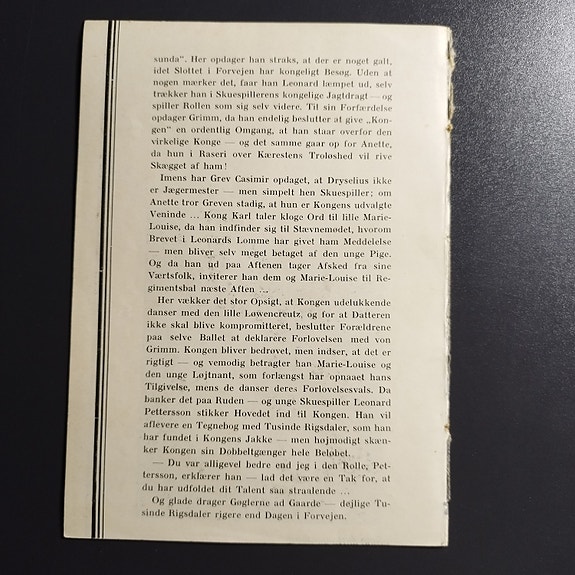 sunda". Her opdager han straks, at der er noget galt,
idet Slottet i Forvejen har kongeligt Besøg. Uden at
nogen mærker det, faar han Leonard læmpet ud, selv
trækker han i Skuespillerens kongelige Jagtdragt — og
spiller Rollen som sig selv videre. Til sin Forfærdelse
opdager Grimm, da han endelig beslutter at give „Kon-
gen" en ordentlig Omgang, at han staar overfor den
virkelige Konge — og det samme gaar op for Anette,
da hun i Raseri over Kærestens Troløshed vil rive
Skægget af ham!
Imens har Grev Casimir opdaget, at Dryselius ikke
er Jægermester — men simpelt hen Skuespiller; om
Anette tror Greven stadig, at hun er Kongens udvalgte
Veninde ... Kong Karl taler kloge Ord til lille Marie-
Louise, da han indfinder sig til Stævnemødet, hvorom
Brevet i Leonards Lomme har givet ham Meddelelse
— men bliver selv meget betaget af den unge Pige.
Og da han ud paa Aftenen tager Afsked fra sine
Værtsfolk, inviterer han dem og Marie-Louise til Re-
gimentsbal næste Aften ...
Her vækker det stor Opsigt, at Kongen udelukkende
danser med den lille Løwencreutz, og for at Datteren
ikke skal blive kompromitteret, beslutter Forældrene
paa selve Ballet at deklarere Forlovelsen med von
Grimm. Kongen bliver bedrøvet, men indser, at det er
rigtigt — og vemodig betragter han Marie-Louise og
den unge Løjtnant, som forlængst har opnaaet hans
Tilgivelse, mens de danser deres Forlovelsesvals. Da
banker det paa Ruden — og unge Skuespiller Leonard
Pettersson stikker Hovedet ind til Kongen. Han vil
aflevere en Tegnebog med Tusinde Rigsdaler, som han
har fundet i Kongens Jakke — men højmodigt skæn-
ker Kongen sin Dobbeltgænger hele Beløbet.
— Du var alligevel bedre end jeg i den Rolle, Pet-
tersson, erklærer han — lad det være en Tak for, at
du har udfoldet dit Talent saa straalende ...
Og glade drager Gøglerne ad Gaarde — dejlige Tu-
sinde Rigsdaler rigere end Dagen i Forvejen.